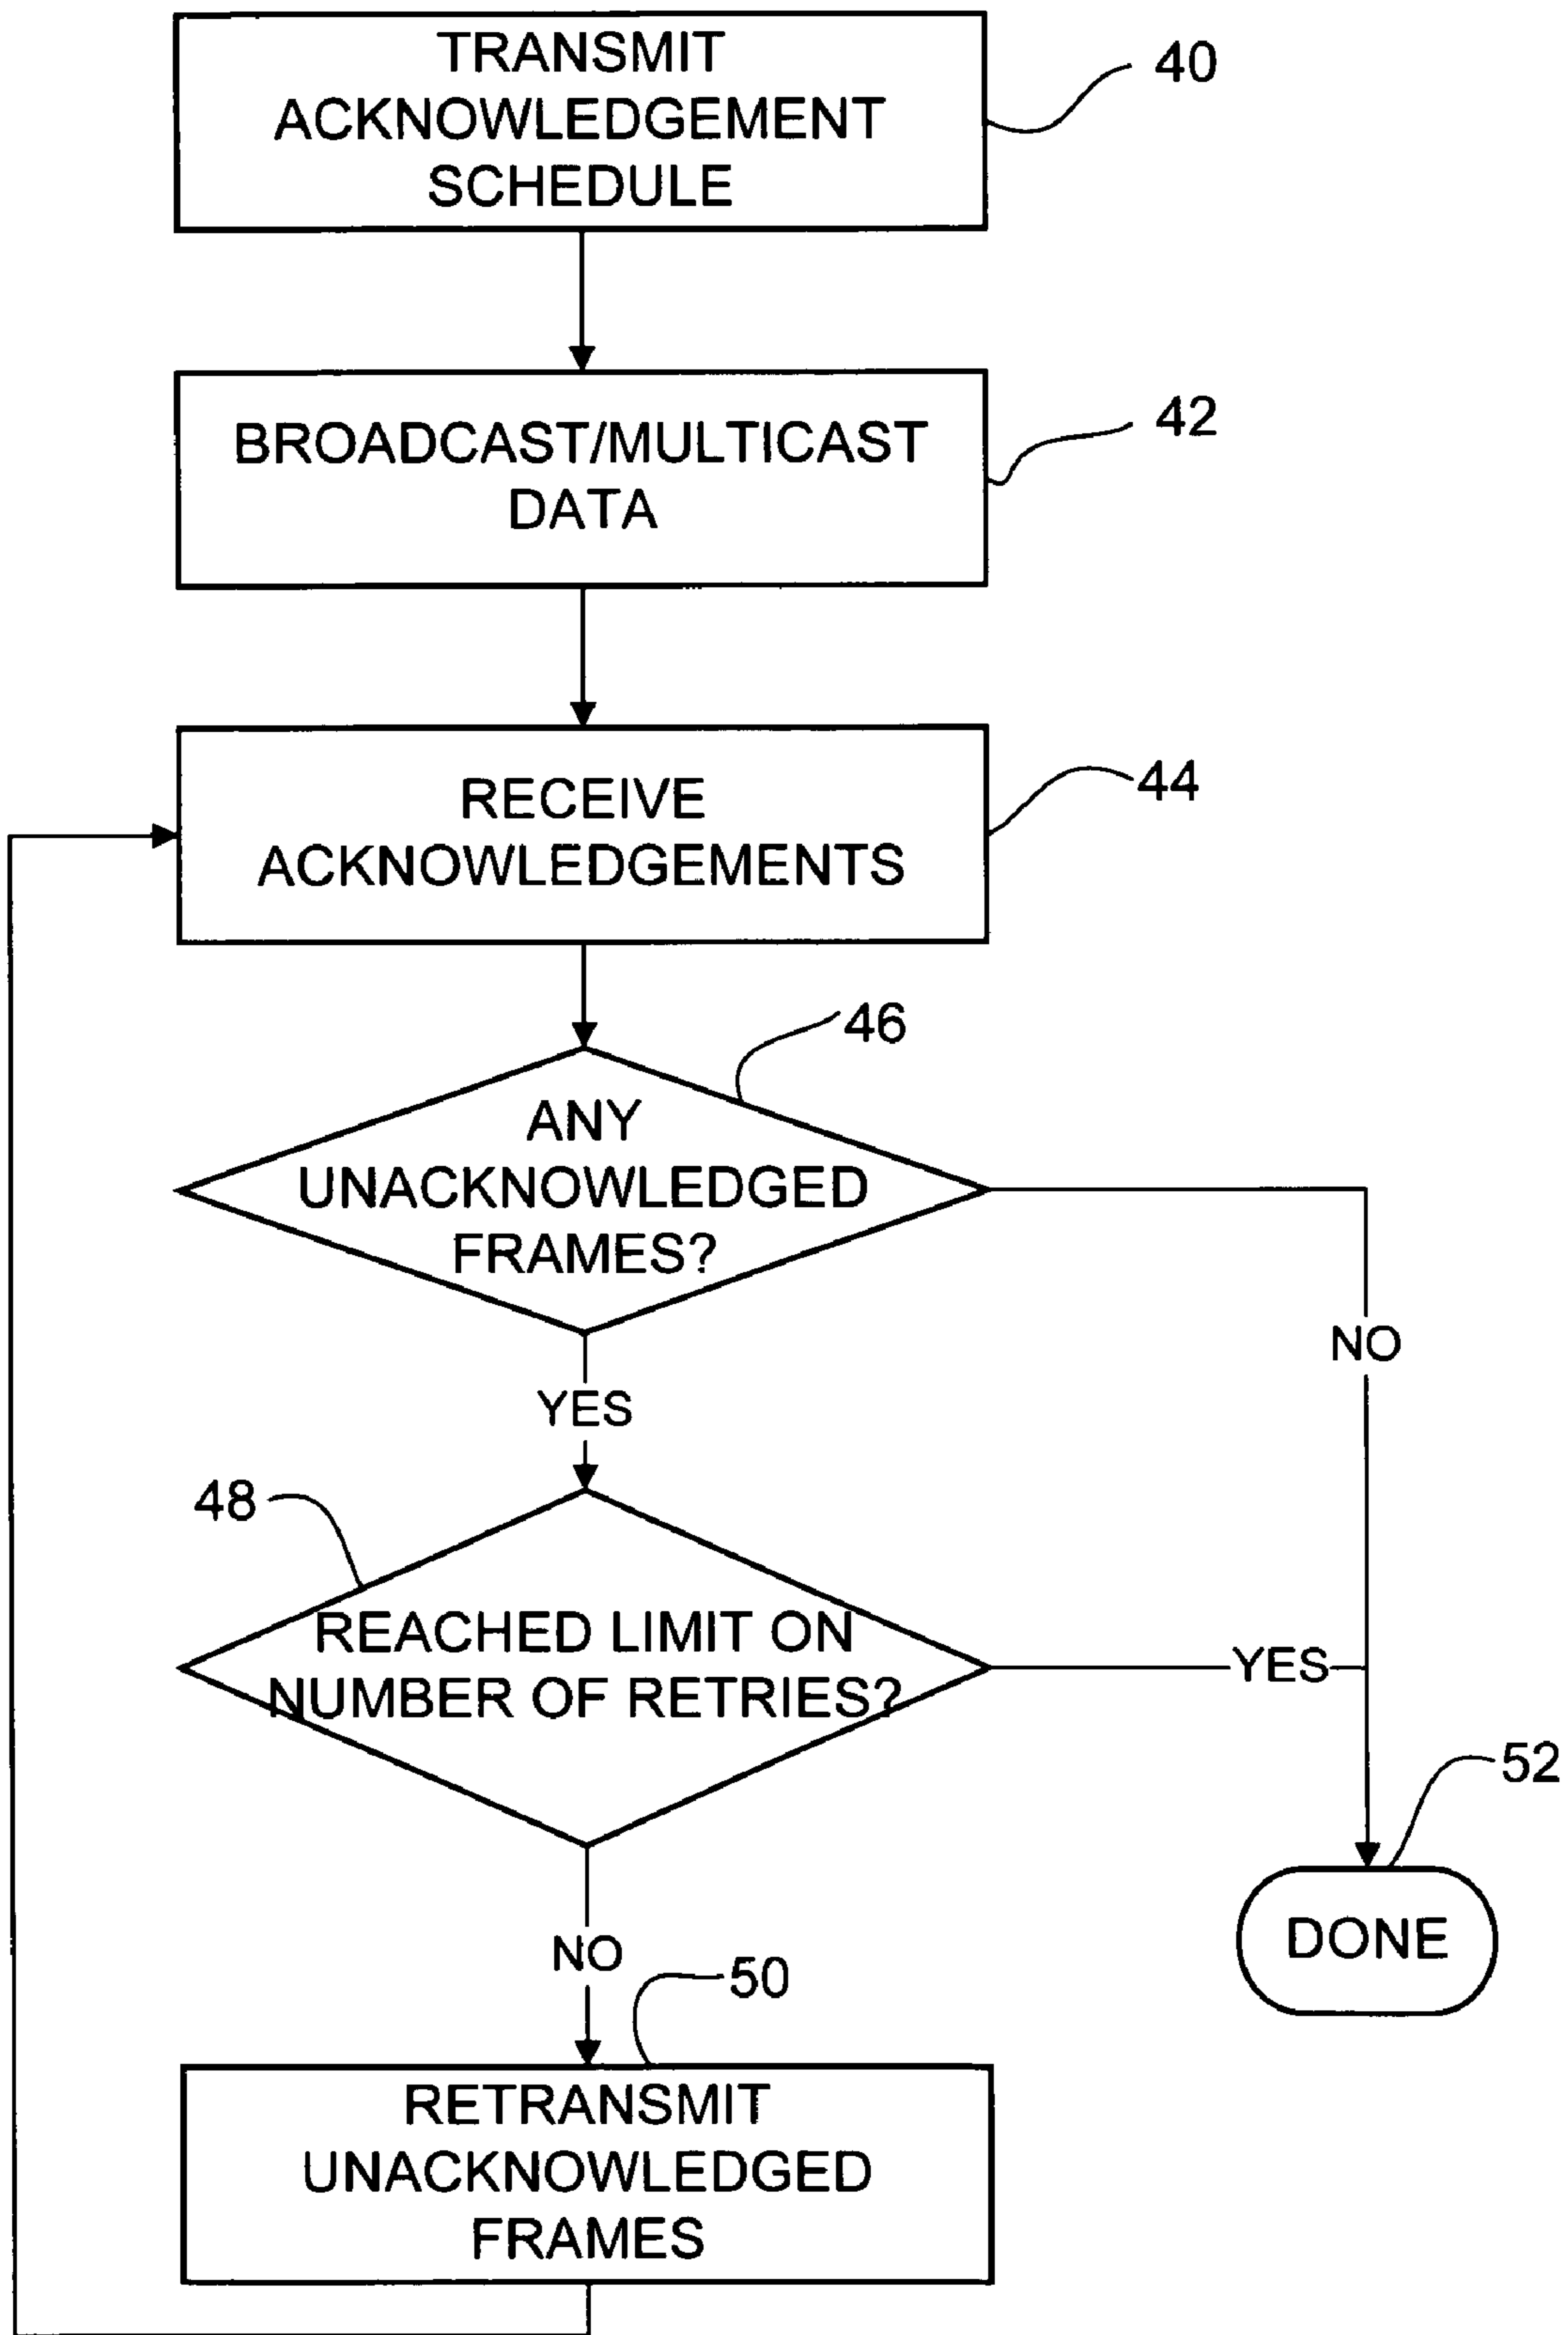 TRANSMIT
ACKNOWLEDGEMENT
SCHEDULE
40
BROADCAST/MULTICAST
DATA
42
RECEIVE
ACKNOWLEDGEMENTS
44
46
ANY
UNACKNOWLEDGED
FRAMES?
NO
YES
48
REACHED LIMIT ON
NUMBER OF RETRIES?
YES
52
DONE
NO
50
RETRANSMIT
UNACKNOWLEDGED
FRAMES